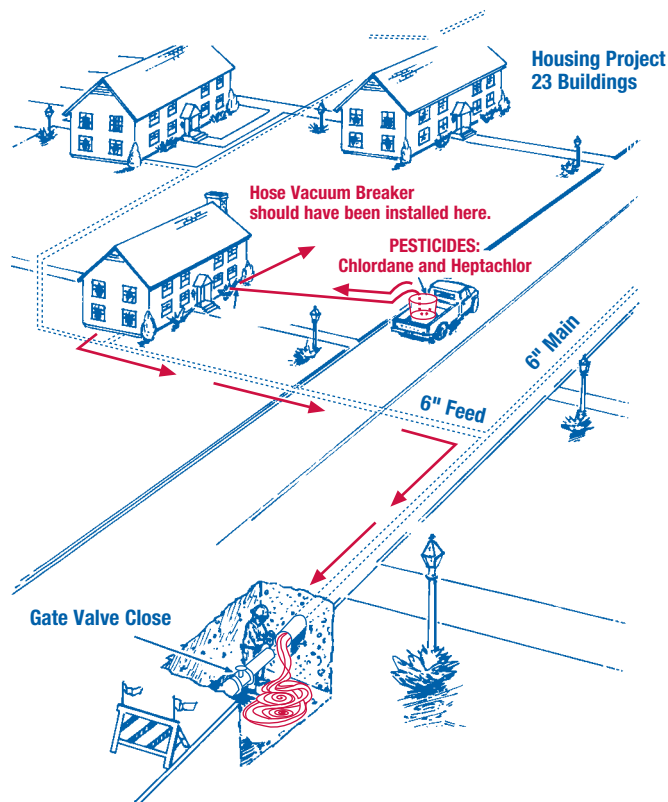 Housing Project
23 Buildings
Hose Vacuum Breaker
should have been installed here.
PESTICIDES:
Chlordane and Heptachlor
6" Main
6" Feed
Gate Valve Close